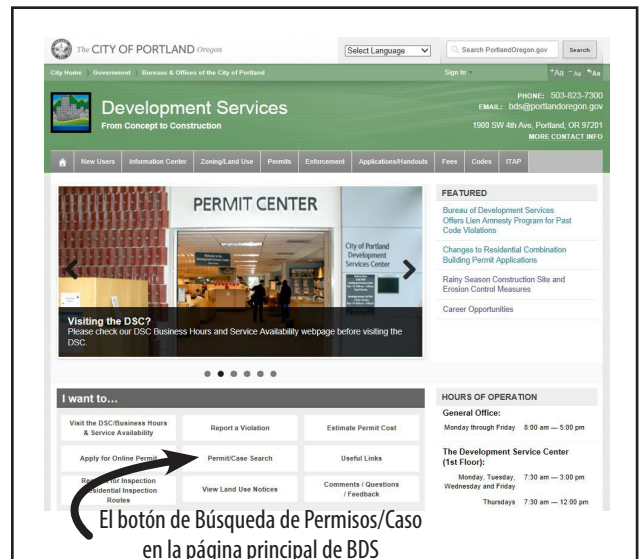 The CITY OF PORTLAND Oregon
Select Language
Search PortlandOregon.gov
Search
City Home Government Bureaus & Offices of the City of Portland
Sign In
+Aa -Aa Aa
Development Services
From Concept to Construction
PHONE: 503-823-7300
EMAIL: bds@portlandoregon.gov
1900 SW 4th Ave, Portland, OR 97201
MORE CONTACT INFO
New Users
Information Center
Zoning/Land Use
Permits
Enforcement
Applications/Handouts
Fees
Codes
ITAP
PERMIT CENTER
City of Portland
Development
Services Center
Visiting the DSC?
Please check our DSC Business Hours and Service Availability webpage before visiting the
DSC.
FEATURED
Bureau of Development Services
Offers Lien Amnesty Program for Past
Code Violations
Changes to Residential Combination
Building Permit Applications
Rainy Season Construction Site and
Erosion Control Measures
Career Opportunities
I want to...
Visit the DSC/Business Hours
& Service Availability
Report a Violation
Estimate Permit Cost
Apply for Online Permit
Permit/Case Search
Useful Links
for Inspection
Residential Inspection
Routes
View Land Use Notices
Comments / Questions
/ Feedback
HOURS OF OPERATION
General Office:
Monday through Friday 8:00 am — 5:00 pm
The Development Service Center
(1st Floor):
Monday, Tuesday, 7:30 am — 3:00 pm
Wednesday and Friday
Thursdays 7:30 am — 12:00 pm
El botón de Búsqueda de Permisos/Caso
en la página principal de BDS